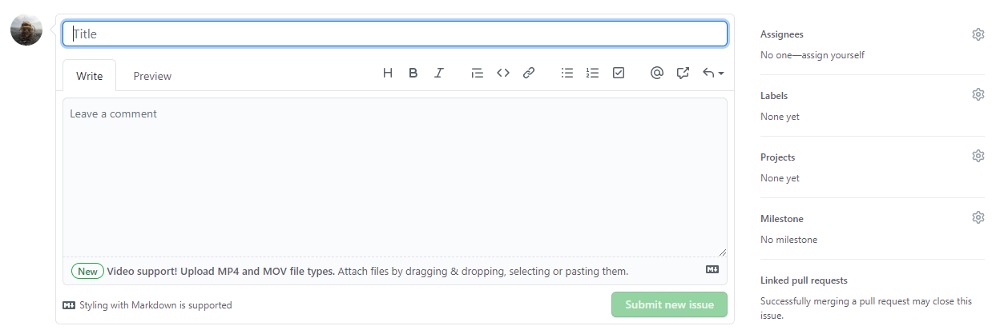 Title
Write
Preview
H B I
Leave a comment
New Video support! Upload MP4 and MOV file types. Attach files by dragging & dropping, selecting or pasting them.
Styling with Markdown is supported
Submit new issue
Assignees
No one—assign yourself
Labels
None yet
Projects
None yet
Milestone
No milestone
Linked pull requests
Successfully merging a pull request may close this
issue.